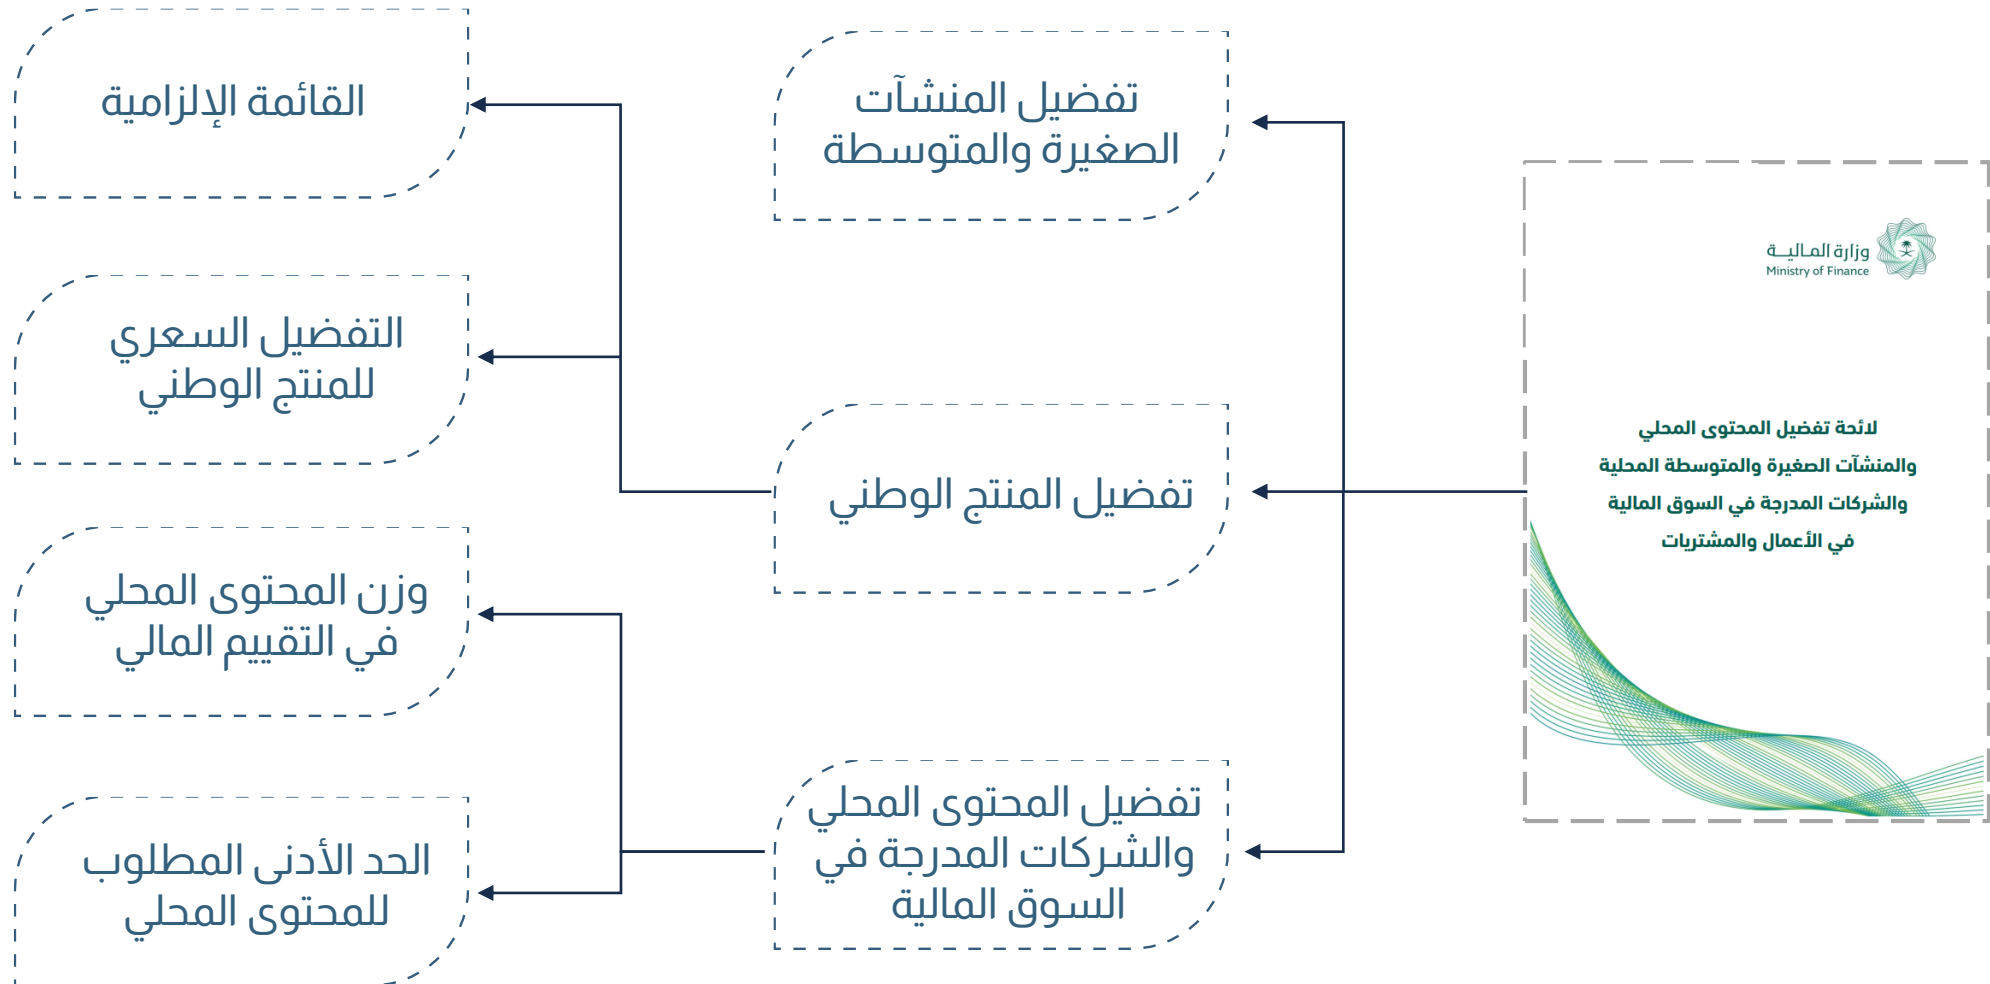 وزارة الماليـــة
Ministry of Finance
لائحة تفضيل المحتوى المحلي
والمنشآت الصغيرة والمتوسطة المحلية
والشركات المدرجة في السوق المالية
في الأعمال والمشتريات
تفضيل المنشآت
الصغيرة والمتوسطة
تفضيل المنتج الوطني
تفضيل المحتوى المحلي
والشركات المدرجة في
السوق المالية
القائمة الإلزامية
التفضيل السعري
للمنتج الوطني
وزن المحتوى المحلي
في التقييم المالي
الحد الأدنى المطلوب
للمحتوى المحلي